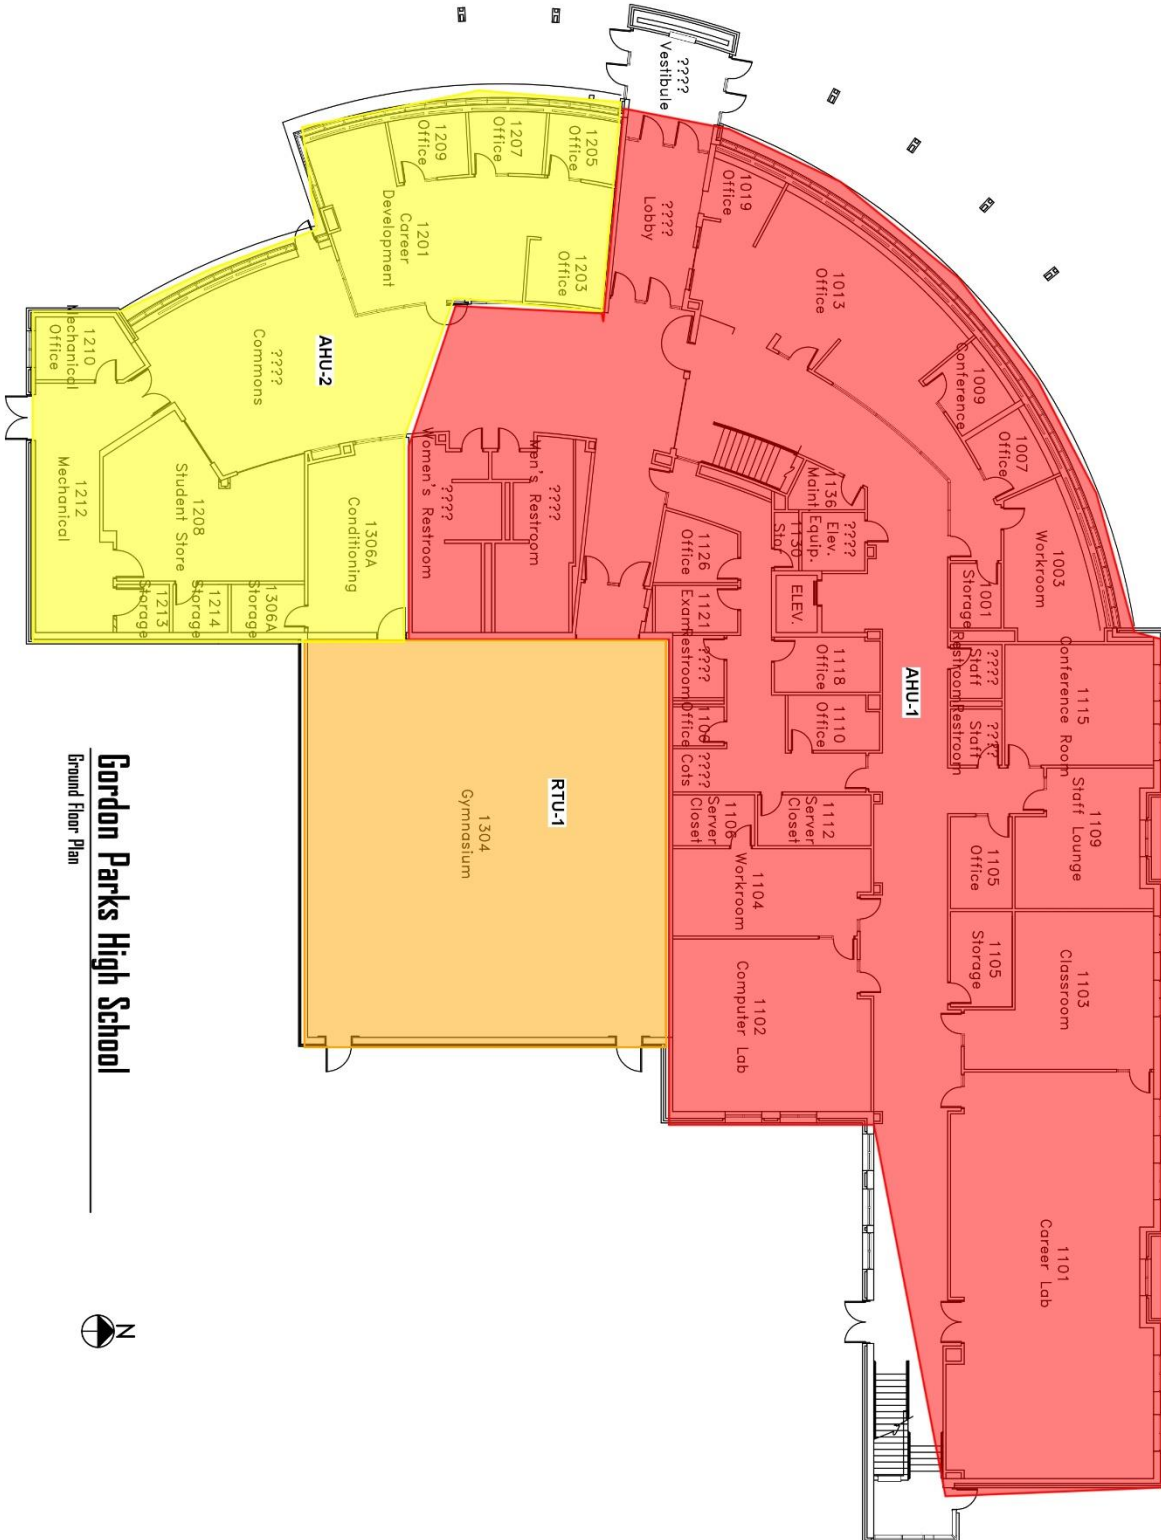 1115
Conference Room
1109
Staff Lounge
1103
Classroom
1101
Career Lab
1003
Workroom
1007
Office
1009
Conference
1001
Storage
????
Staff
Restroom
????
Staff
Restroom
1105
Office
1105
Storage
AHU-1
1013
Office
1019
Office
????
Elev.
Equip.
1136
Maint
1130
Stor
ELEV.
1118
Office
1110
Office
1112
Server
Closet
1104
Workroom
1102
Computer Lab
????
Vestibule
????
Lobby
1126
Office
1121
Exam
????
Restroom
Office
????
Cots
1106
Server
Closet
1205
Office
1207
Office
1209
Office
1203
Office
1201
Career
Development
????
Men's Restroom
????
Women's Restroom
RTU-1
1304
Gymnasium
AHU-2
????
Commons
1306A
Conditioning
1306A
Storage
1214
Storage
1213
Storage
1208
Student Store
1210
Mechanical
Office
1212
Mechanical
Gordon Parks High School
Ground Floor Plan
N